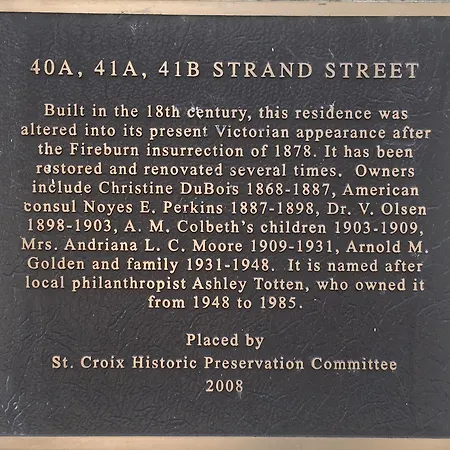 40A, 41A, 41B STRAND STREET
Built in the 18th century, this residence was
altered into its present Victorian appearance after
the Fireburn insurrection of 1878. It has been
restored and renovated several times. Owners
include Christine DuBois 1868-1887, American
consul Noyes E. Perkins 1887-1898, Dr. V. Olsen
1898-1903, A. M. Colbeth's children 1903-1909,
Mrs. Andriana L. C. Moore 1909-1931, Arnold M.
Golden and family 1931-1948. It is named after
local philanthropist Ashley Totten, who owned it
from 1948 to 1985.
Placed by
St. Croix Historic Preservation Committee
2008